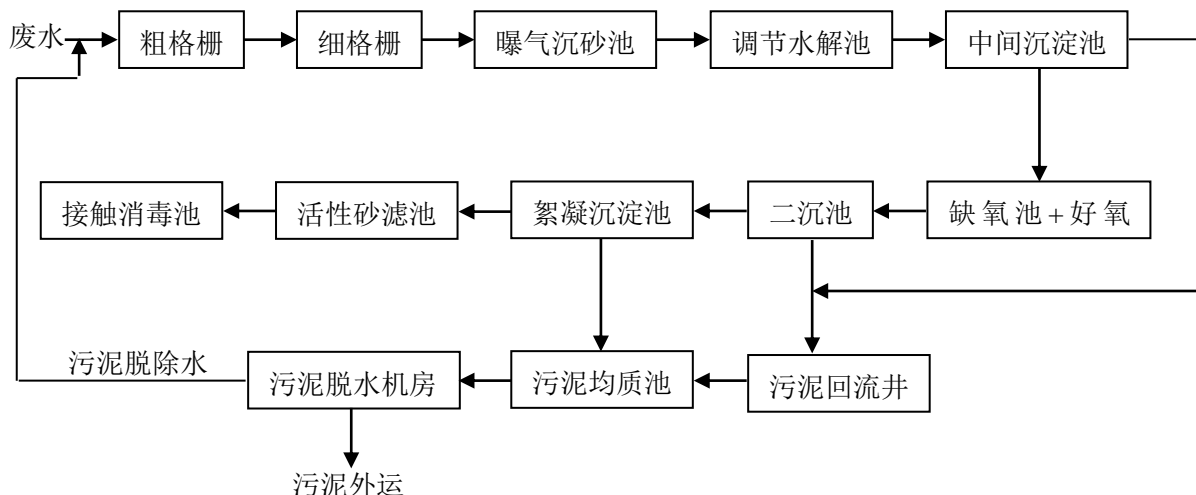 废水
粗格栅
细格栅
曝气沉砂池
调节水解池
中间沉淀池
接触消毒池
活性砂滤池
絮凝沉淀池
二沉池
缺氧池+好氧
污泥脱除水
污泥脱水机房
污泥均质池
污泥回流井
污泥外运